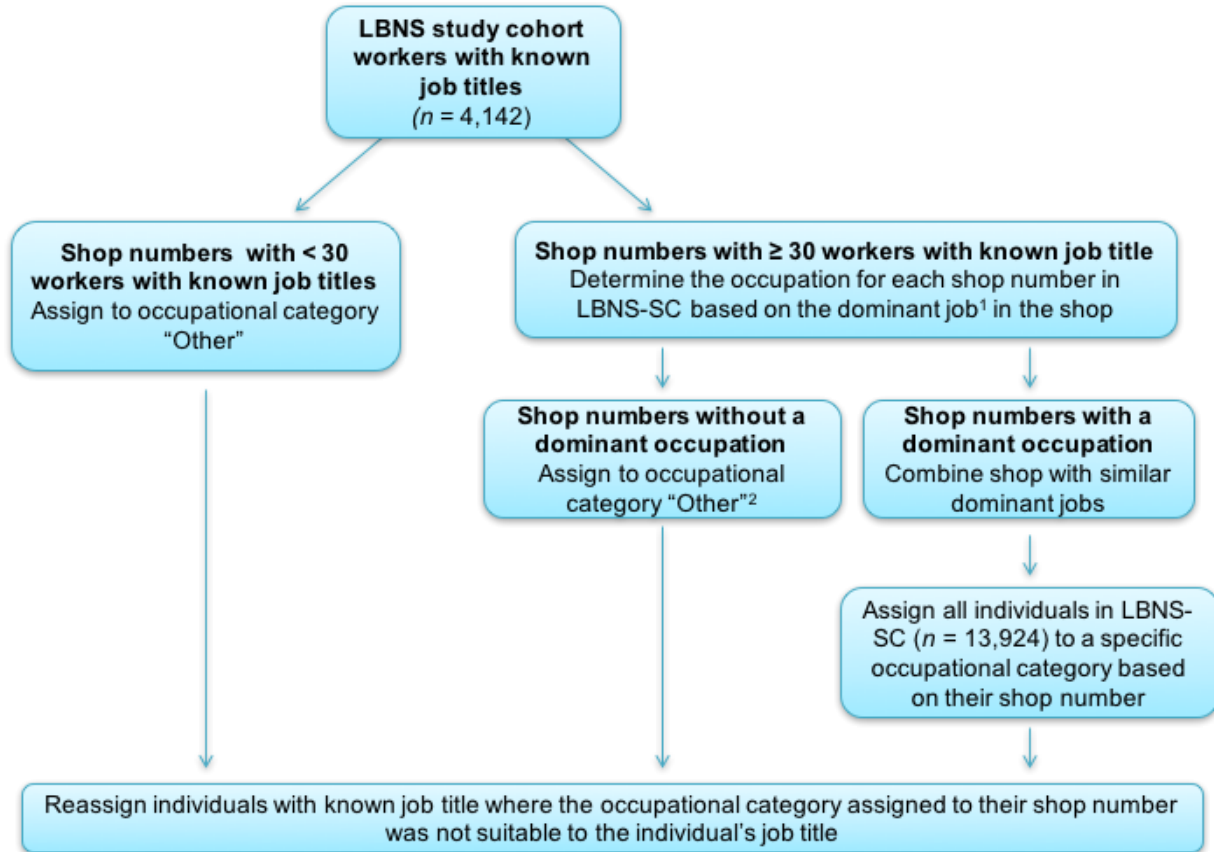 LBNS study cohort
workers with known
job titles
(n = 4,142)
Shop numbers with < 30
workers with known job titles
Assign to occupational category
“Other”
Shop numbers with ≥ 30 workers with known job title
Determine the occupation for each shop number in
LBNS-SC based on the dominant job¹ in the shop
Shop numbers without a
dominant occupation
Assign to occupational
category “Other”²
Shop numbers with a
dominant occupation
Combine shop with similar
dominant jobs
Assign all individuals in LBNS-
SC (n = 13,924) to a specific
occupational category based
on their shop number
Reassign individuals with known job title where the occupational category assigned to their shop number
was not suitable to the individual’s job title